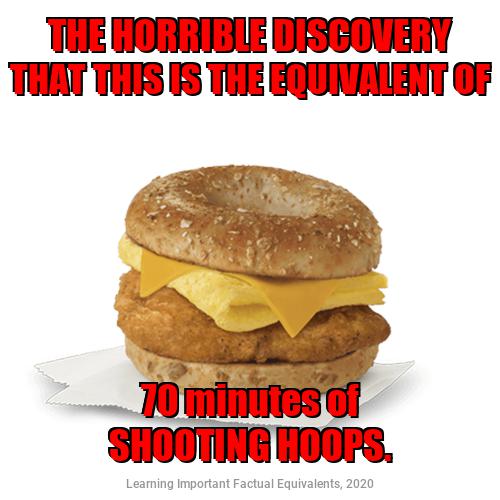 THE HORRIBLE DISCOVERY
THAT THIS IS THE EQUIVALENT OF
70 minutes of
SHOOTING HOOPS.
Learning Important Factual Equivalents, 2020